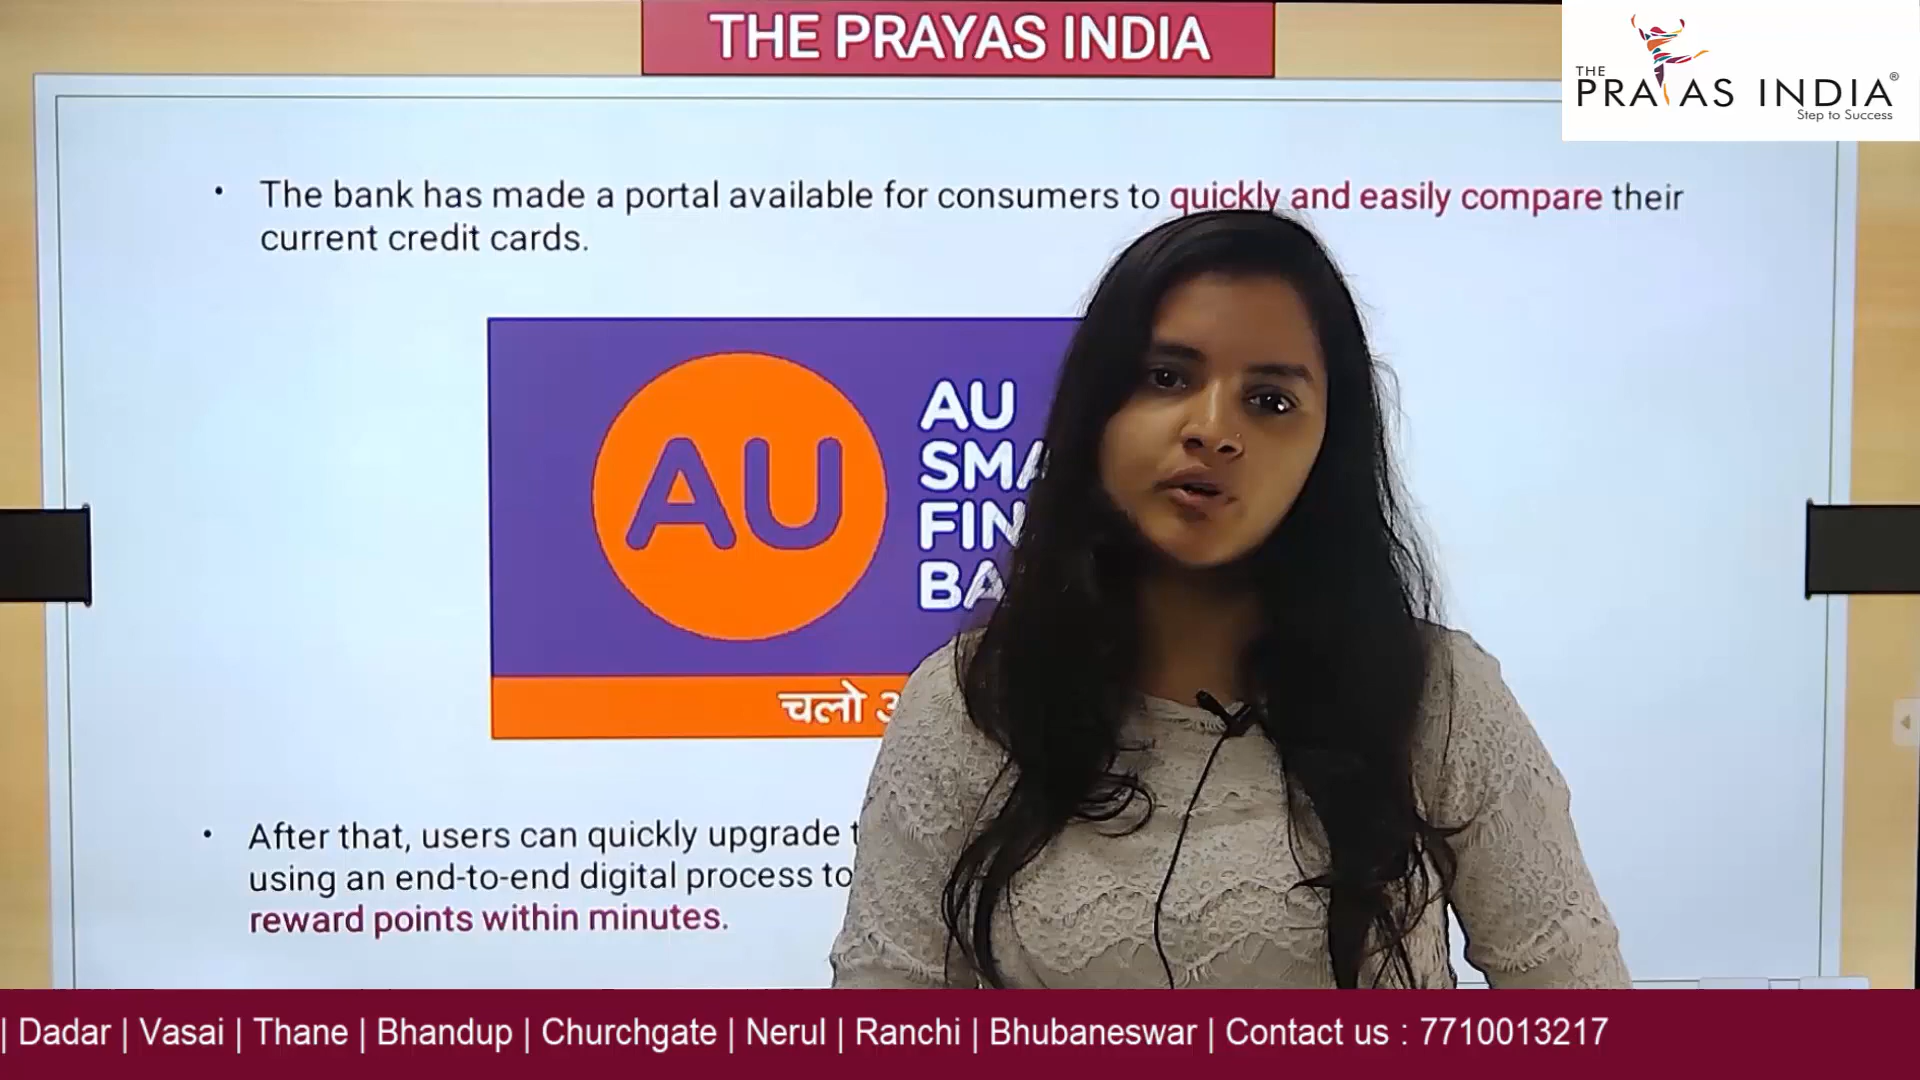 THE PRAYAS INDIA
THE
PRAYAS INDIA®
Step to Success
• The bank has made a portal available for consumers to quickly and easily compare their
current credit cards.
AU
AU
FIN
चलो
• After that, users can quickly upgrade
using an end-to-end digital process to
reward points within minutes.
| Dadar | Vasai | Thane | Bhandup | Churchgate | Nerul | Ranchi | Bhubaneswar | Contact us : 7710013217